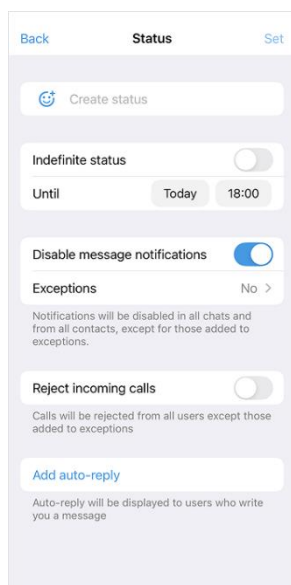 Back Status Set
Create status
Indefinite status
Until Today 18:00
Disable message notifications
Exceptions No >
Notifications will be disabled in all chats and
from all contacts, except for those added to
exceptions.
Reject incoming calls
Calls will be rejected from all users except those
added to exceptions
Add auto-reply
Auto-reply will be displayed to users who write
you a message